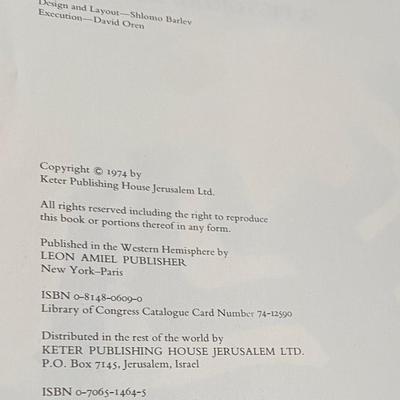 Design and Layout—Shlomo Barlev
Execution—David Oren
Copyright © 1974 by
Keter Publishing House Jerusalem Ltd.
All rights reserved including the right to reproduce
this book or portions thereof in any form.
Published in the Western Hemisphere by
LEON AMIEL PUBLISHER
New York–Paris
ISBN 0-8148-0609-0
Library of Congress Catalogue Card Number 74-12590
Distributed in the rest of the world by
KETER PUBLISHING HOUSE JERUSALEM LTD.
P.O. Box 7145, Jerusalem, Israel
ISBN 0-7065-1464-5